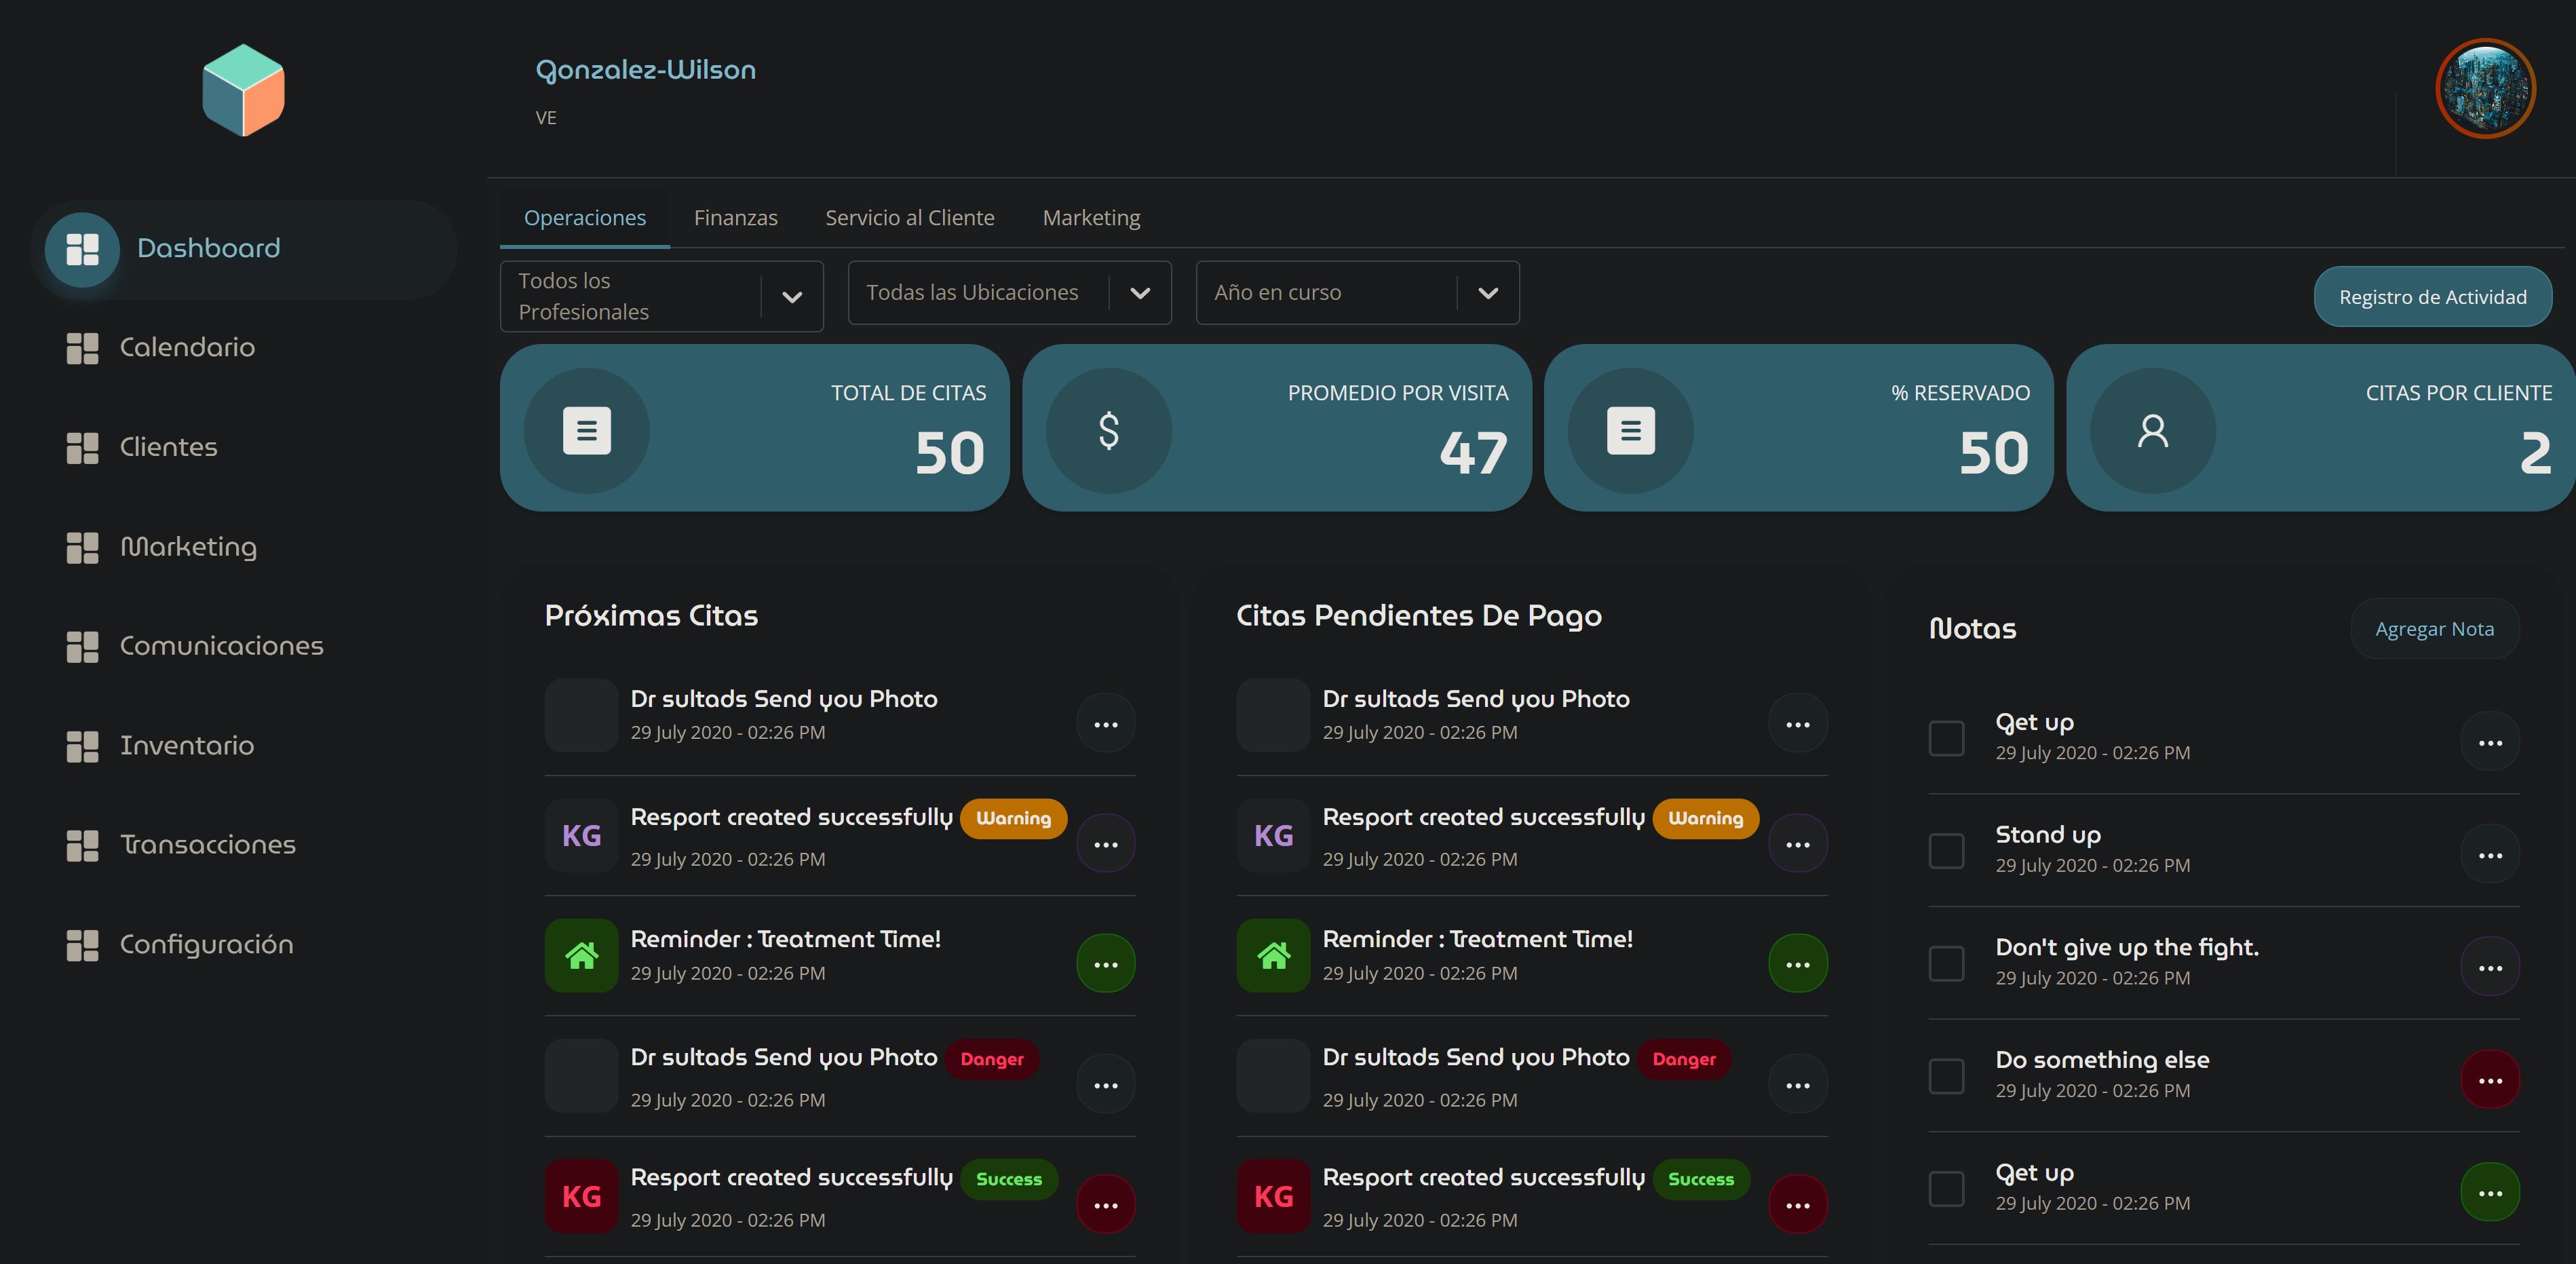 Gonzalez-Wilson
VE
Dashboard
Calendario
Clientes
Marketing
Comunicaciones
Inventario
Transacciones
Configuración
Operaciones
Finanzas
Servicio al Cliente
Marketing
Todos los
Profesionales
Todas las Ubicaciones
Año en curso
Registro de Actividad
TOTAL DE CITAS
50
PROMEDIO POR VISITA
$
47
% RESERVADO
50
CITAS POR CLIENTE
2
Próximas Citas
Dr sultads Send you Photo
29 July 2020 - 02:26 PM
KG
Resport created successfully Warning
29 July 2020 - 02:26 PM
Reminder : Treatment Time!
29 July 2020 - 02:26 PM
Dr sultads Send you Photo Danger
29 July 2020 - 02:26 PM
KG
Resport created successfully Success
29 July 2020 - 02:26 PM
Citas Pendientes De Pago
Dr sultads Send you Photo
29 July 2020 - 02:26 PM
KG
Resport created successfully Warning
29 July 2020 - 02:26 PM
Reminder : Treatment Time!
29 July 2020 - 02:26 PM
Dr sultads Send you Photo Danger
29 July 2020 - 02:26 PM
KG
Resport created successfully Success
29 July 2020 - 02:26 PM
Notas
Agregar Nota
Get up
29 July 2020 - 02:26 PM
Stand up
29 July 2020 - 02:26 PM
Don't give up the fight.
29 July 2020 - 02:26 PM
Do something else
29 July 2020 - 02:26 PM
Get up
29 July 2020 - 02:26 PM